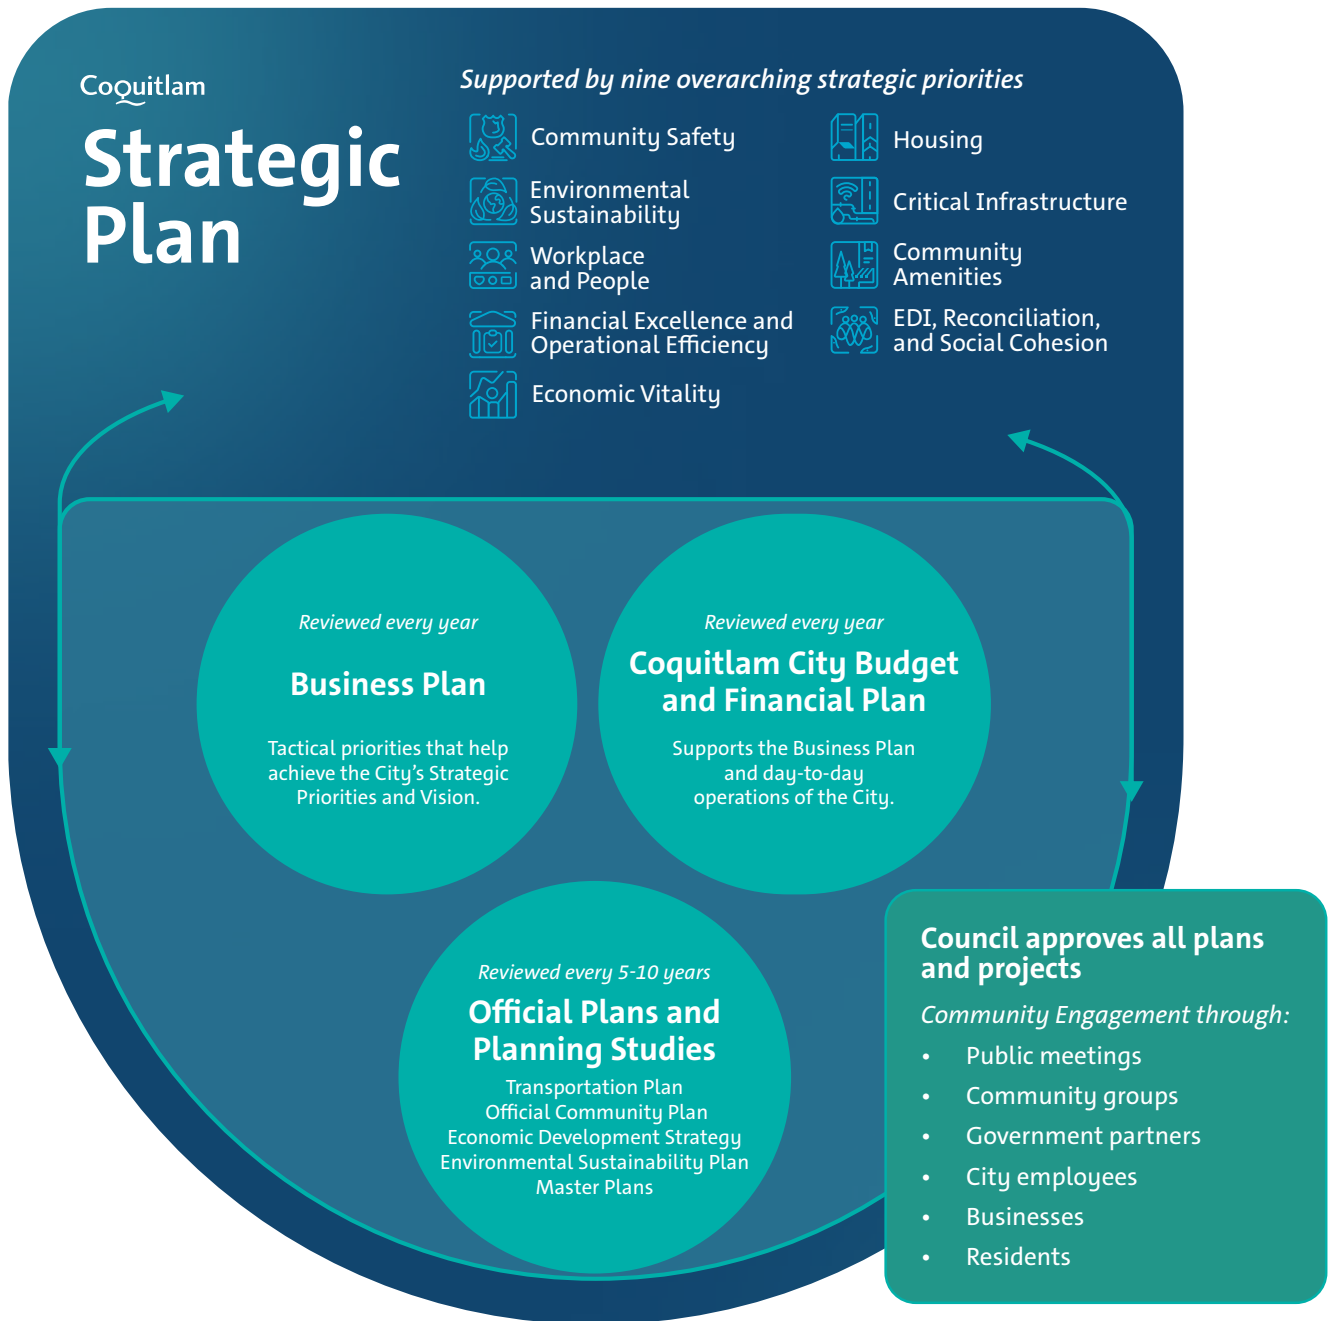 Coquitlam
Strategic
Plan
Supported by nine overarching strategic priorities
Community Safety
Environmental
Sustainability
Workplace
and People
Financial Excellence and
Operational Efficiency
Economic Vitality
Housing
Critical Infrastructure
Community
Amenities
EDI, Reconciliation,
and Social Cohesion
Reviewed every year
Business Plan
Tactical priorities that help
achieve the City’s Strategic
Priorities and Vision.
Reviewed every year
Coquitlam City Budget
and Financial Plan
Supports the Business Plan
and day-to-day
operations of the City.
Reviewed every 5-10 years
Official Plans and
Planning Studies
Transportation Plan
Official Community Plan
Economic Development Strategy
Environmental Sustainability Plan
Master Plans
Council approves all plans
and projects
Community Engagement through:
• Public meetings
• Community groups
• Government partners
• City employees
• Businesses
• Residents